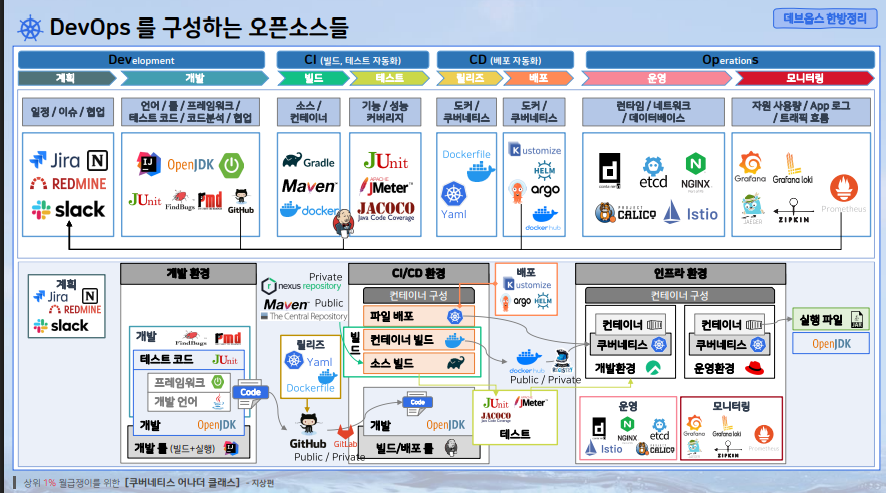 DevOps 를 구성하는 오픈소스들
데브옵스 한방정리
Development
CI (빌드, 테스트 자동화)
CD (배포 자동화)
Operations
계획
개발
빌드
테스트
릴리즈
배포
운영
모니터링
일정 / 이슈 / 협업
언어 / 툴 / 프레임워크 /
테스트 코드 / 코드분석 / 협업
소스 /
컨테이너
기능 / 성능
커버리지
도커 /
쿠버네티스
도커 /
쿠버네티스
런타임 / 네트워크
/ 데이터베이스
자원 사용량 / App 로그
/ 트래픽 흐름
Jira
REDMINE
slack
IJ
OpenJDK
JUnit
FindBugs
Pmd
GitHub
Gradle
Maven
docker
JUnit
APACHE
JMeter
JACOCO
Java Code Coverage
Dockerfile
Yaml
Kustomize
HELM
argo
dockerhub
containerd
etcd
NGINX
PROJECT
CALICO
Istio
Grafana
Grafana loki
Prometheus
JAEGER
ZIPKIN
계획
Jira
REDMINE
slack
개발 환경
개발
FindBugs
Pmd
테스트 코드
JUnit
프레임워크
개발 언어
개발
OpenJDK
개발 툴 (빌드+실행)
Code
Private
nexus repository
Maven
Public
The Central Repository
릴리즈
Yaml
Dockerfile
GitHub
GitLab
Public / Private
CI/CD 환경
컨테이너 구성
파일 배포
빌드
컨테이너 빌드
소스 빌드
Code
개발
OpenJDK
빌드/배포 툴
배포
Kustomize
argo
HELM
dockerhub
Public / Private
JUnit
JMeter
JACOCO
테스트
인프라 환경
컨테이너 구성
컨테이너
쿠버네티스
개발환경
컨테이너
쿠버네티스
운영환경
실행 파일
OpenJDK
운영
NGINX
etcd
Istio
CALICO
모니터링
Grafana
Grafana loki
Prometheus
ZIPKIN
상위 1% 월급쟁이를 위한 [쿠버네티스 어나더 클래스] - 지상편